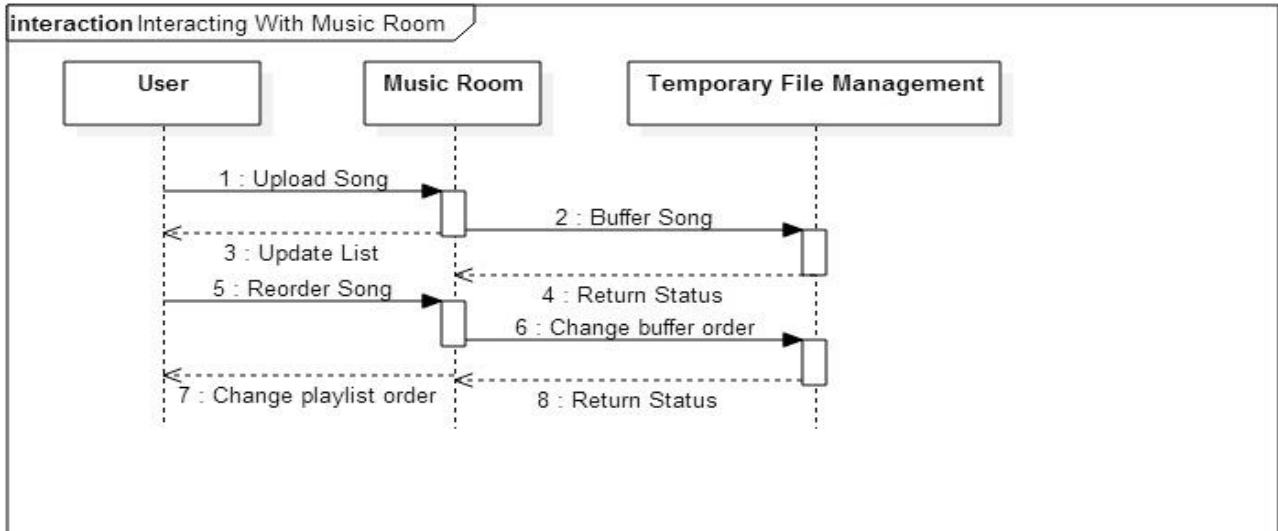 interaction Interacting With Music Room
User
Music Room
Temporary File Management
1 : Upload Song
2 : Buffer Song
3 : Update List
4 : Return Status
5 : Reorder Song
6 : Change buffer order
7 : Change playlist order
8 : Return Status